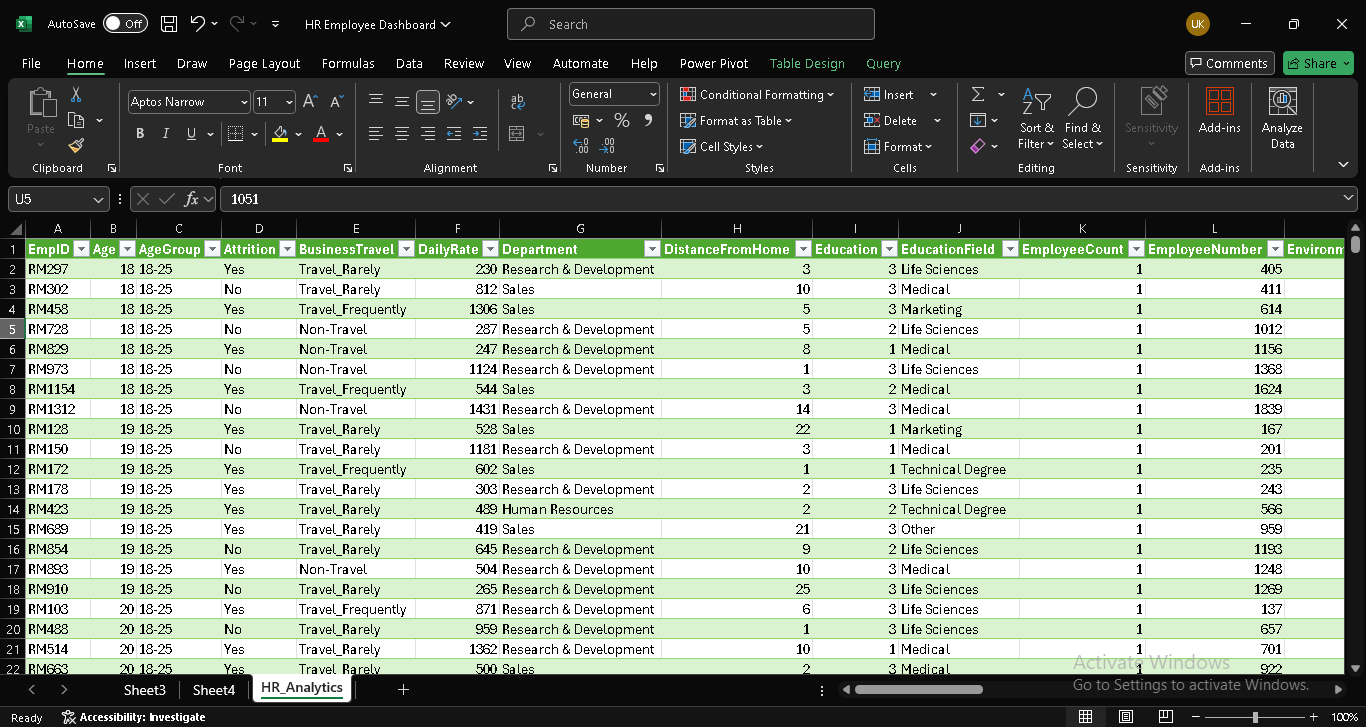 AutoSave Off HR Employee Dashboard Search UK
File Home Insert Draw Page Layout Formulas Data Review View Automate Help Power Pivot Table Design Query Comments Share
Paste Aptos Narrow 11 A A General Conditional Formatting Insert Sort & Filter Find & Select Sensitivity Add-ins Analyze Data
B I U A ab % 9 Format as Table Delete
Cell Styles Format
Clipboard Font Alignment Number Styles Cells Editing Sensitivity Add-ins
U5 fx 1051
A B C D E F G H I J K L
1 EmpID Age AgeGroup Attrition BusinessTravel DailyRate Department DistanceFromHome Education EducationField EmployeeCount EmployeeNumber Environm
2 RM297 18 18-25 Yes Travel_Rarely 230 Research & Development 3 3 Life Sciences 1 405
3 RM302 18 18-25 No Travel_Rarely 812 Sales 10 3 Medical 1 411
4 RM458 18 18-25 Yes Travel_Frequently 1306 Sales 5 3 Marketing 1 614
5 RM728 18 18-25 No Non-Travel 287 Research & Development 5 2 Life Sciences 1 1012
6 RM829 18 18-25 Yes Non-Travel 247 Research & Development 8 1 Medical 1 1156
7 RM973 18 18-25 No Non-Travel 1124 Research & Development 1 3 Life Sciences 1 1368
8 RM1154 18 18-25 Yes Travel_Frequently 544 Sales 3 2 Medical 1 1624
9 RM1312 18 18-25 No Non-Travel 1431 Research & Development 14 3 Medical 1 1839
10 RM128 19 18-25 Yes Travel_Rarely 528 Sales 22 1 Marketing 1 167
11 RM150 19 18-25 No Travel_Rarely 1181 Research & Development 3 1 Medical 1 201
12 RM172 19 18-25 Yes Travel_Frequently 602 Sales 1 1 Technical Degree 1 235
13 RM178 19 18-25 Yes Travel_Rarely 303 Research & Development 2 3 Life Sciences 1 243
14 RM423 19 18-25 Yes Travel_Rarely 489 Human Resources 2 2 Technical Degree 1 566
15 RM689 19 18-25 Yes Travel_Rarely 419 Sales 21 3 Other 1 959
16 RM854 19 18-25 No Travel_Rarely 645 Research & Development 9 2 Life Sciences 1 1193
17 RM893 19 18-25 Yes Non-Travel 504 Research & Development 10 3 Medical 1 1248
18 RM910 19 18-25 No Travel_Rarely 265 Research & Development 25 3 Life Sciences 1 1269
19 RM103 20 18-25 Yes Travel_Frequently 871 Research & Development 6 3 Life Sciences 1 137
20 RM488 20 18-25 No Travel_Rarely 959 Research & Development 1 3 Life Sciences 1 657
21 RM514 20 18-25 Yes Travel_Rarely 1362 Research & Development 10 1 Medical 1 701
22 RM663 20 18-25 Yes Travel_Rarely 500 Sales 2 3 Medical 1 922
Activate Windows
Go to Settings to activate Windows.
Sheet3 Sheet4 HR_Analytics
Ready Accessibility: Investigate 100%